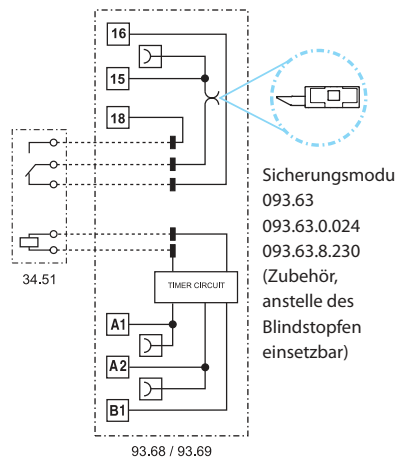 16
15
18
34.51
TIMER CIRCUIT
A1
A2
B1
93.68 / 93.69
Sicherungsmodu
093.63
093.63.0.024
093.63.8.230
(Zubehör,
anstelle des
Blindstopfen
einsetzbar)